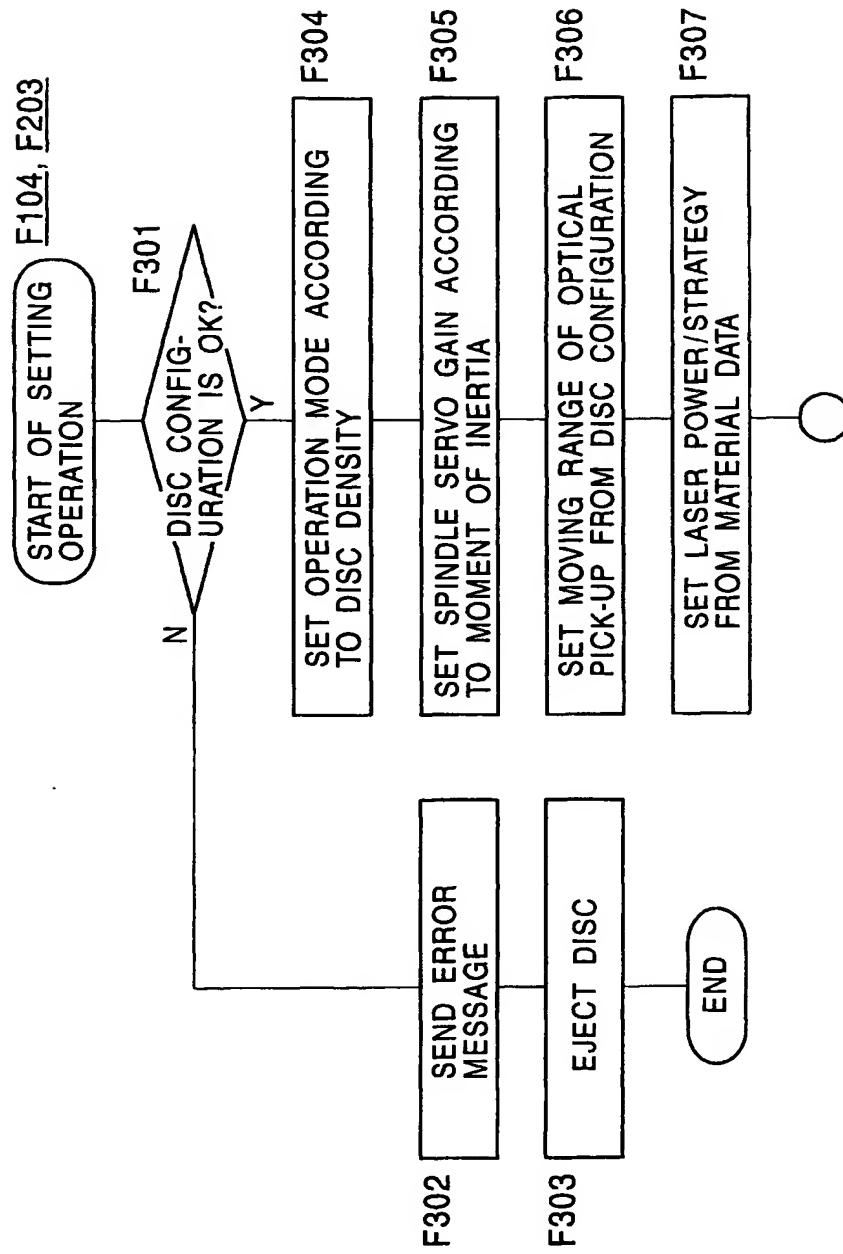 START OF SETTING
OPERATION
F104, F203
F301
DISC CONFIG-
URATION IS OK?
N
Y
SET OPERATION MODE ACCORDING
TO DISC DENSITY
F304
SET SPINDLE SERVO GAIN ACCORDING
TO MOMENT OF INERTIA
F305
SET MOVING RANGE OF OPTICAL
PICK-UP FROM DISC CONFIGURATION
F306
SET LASER POWER/STRATEGY
FROM MATERIAL DATA
F307
F302
SEND ERROR
MESSAGE
F303
EJECT DISC
END